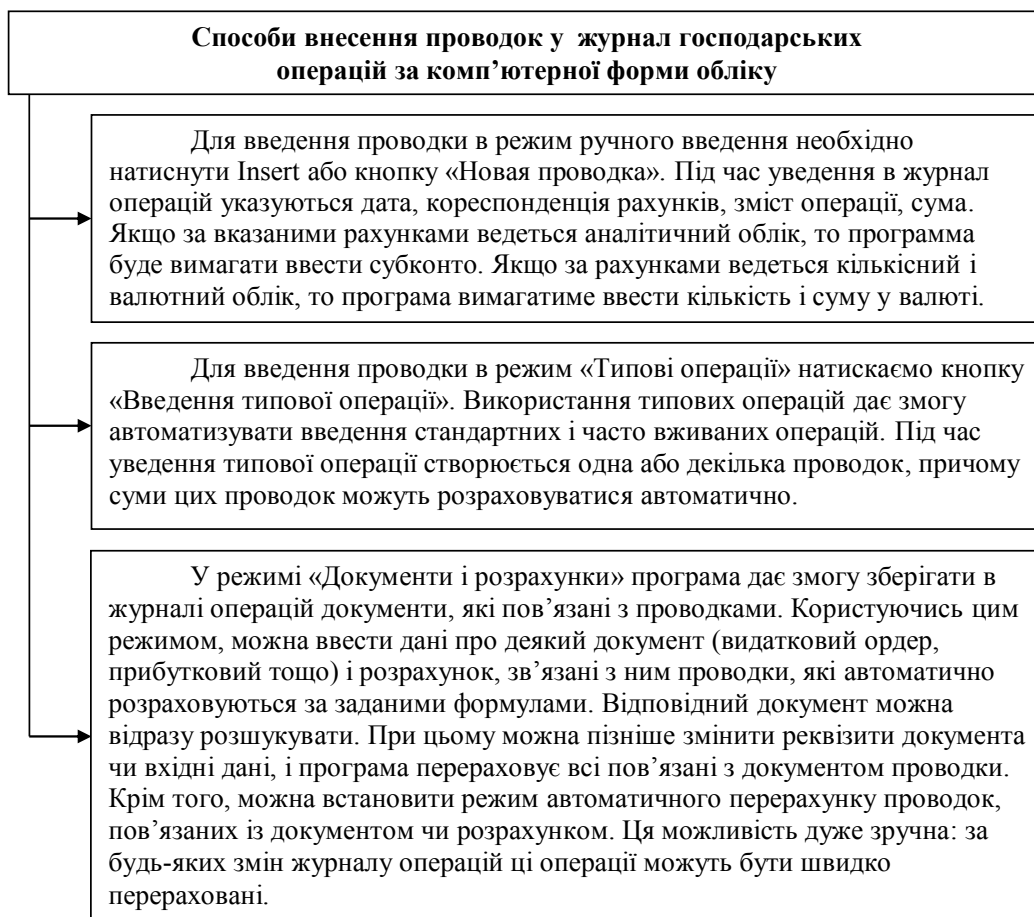 Способи внесення проводок у журнал господарських
операцій за комп’ютерної форми обліку
Для введення проводки в режим ручного введення необхідно
натиснути Insert або кнопку «Новая проводка». Під час уведення в журнал
операцій указуються дата, кореспонденція рахунків, зміст операції, сума.
Якщо за вказаними рахунками ведеться аналітичний облік, то программа
буде вимагати ввести субконто. Якщо за рахунками ведеться кількісний і
валютний облік, то програма вимагатиме ввести кількість і суму у валюті.
Для введення проводки в режим «Типові операції» натискаємо кнопку
«Введення типової операції». Використання типових операцій дає змогу
автоматизувати введення стандартних і часто вживаних операцій. Під час
уведення типової операції створюється одна або декілька проводок, причому
суми цих проводок можуть розраховуватися автоматично.
У режимі «Документи і розрахунки» програма дає змогу зберігати в
журналі операцій документи, які пов’язані з проводками. Користуючись цим
режимом, можна ввести дані про деякий документ (видатковий ордер,
прибутковий тощо) і розрахунок, зв’язані з ним проводки, які автоматично
розраховуються за заданими формулами. Відповідний документ можна
відразу розшукувати. При цьому можна пізніше змінити реквізити документа
чи вхідні дані, і програма перераховує всі пов’язані з документом проводки.
Крім того, можна встановити режим автоматичного перерахунку проводок,
пов’язаних із документом чи розрахунком. Ця можливість дуже зручна: за
будь-яких змін журналу операцій ці операції можуть бути швидко
перераховані.